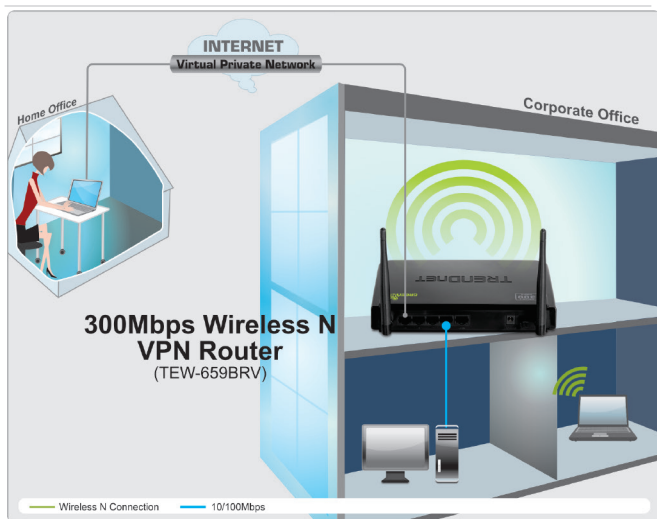 INTERNET
Virtual Private Network
Home Office
Corporate Office
TRENDnet
300Mbps Wireless N
VPN Router
(TEW-659BRV)
Wireless N Connection
10/100Mbps